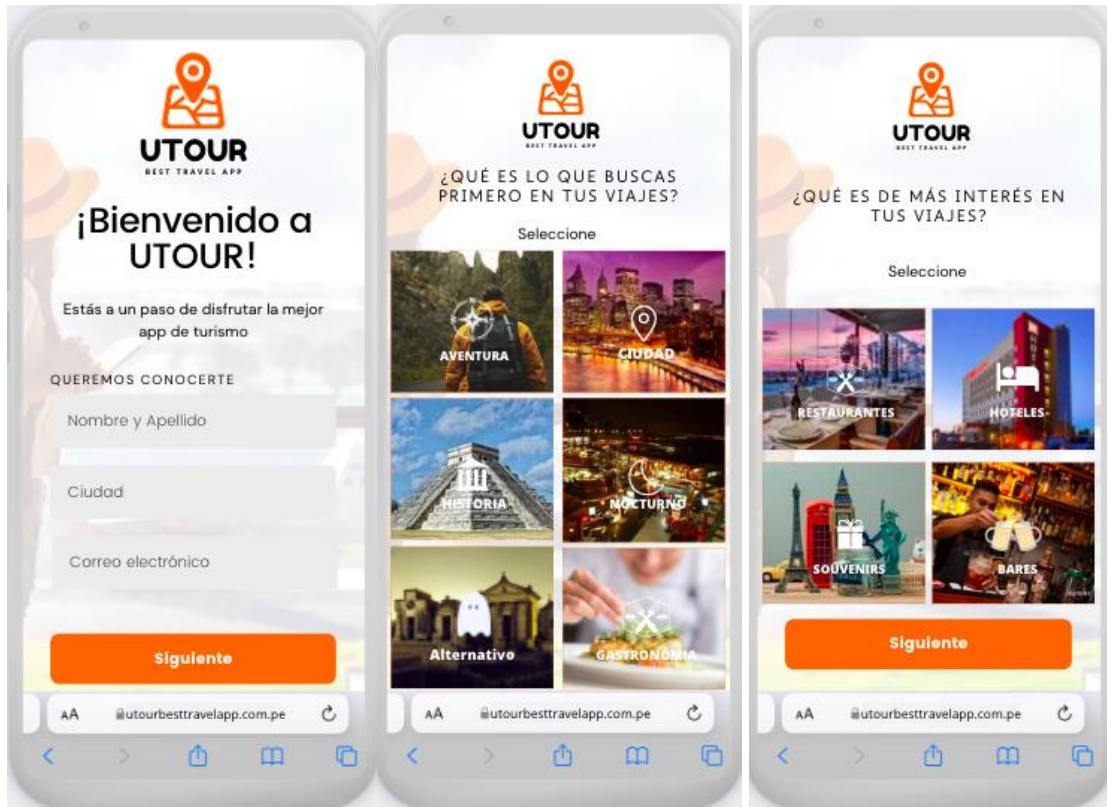 UTOUR
BEST TRAVEL APP
¡Bienvenido a
UTOUR!
Estás a un paso de disfrutar la mejor
app de turismo
QUEREMOS CONOCERTE
Nombre y Apellido
Ciudad
Correo electrónico
Siguiente
AA utourbesttravelapp.com.pe
UTOUR
BEST TRAVEL APP
¿QUÉ ES LO QUE BUSCAS
PRIMERO EN TUS VIAJES?
Seleccione
AVENTURA
CIUDAD
HISTORIA
NOCTURNO
Alternativo
GASTRONOMIA
AA utourbesttravelapp.com.pe
UTOUR
BEST TRAVEL APP
¿QUÉ ES DE MÁS INTERÉS EN
TUS VIAJES?
Seleccione
RESTAURANTES
HOTELES
SOUVENIRS
BARES
Siguiente
AA utourbesttravelapp.com.pe